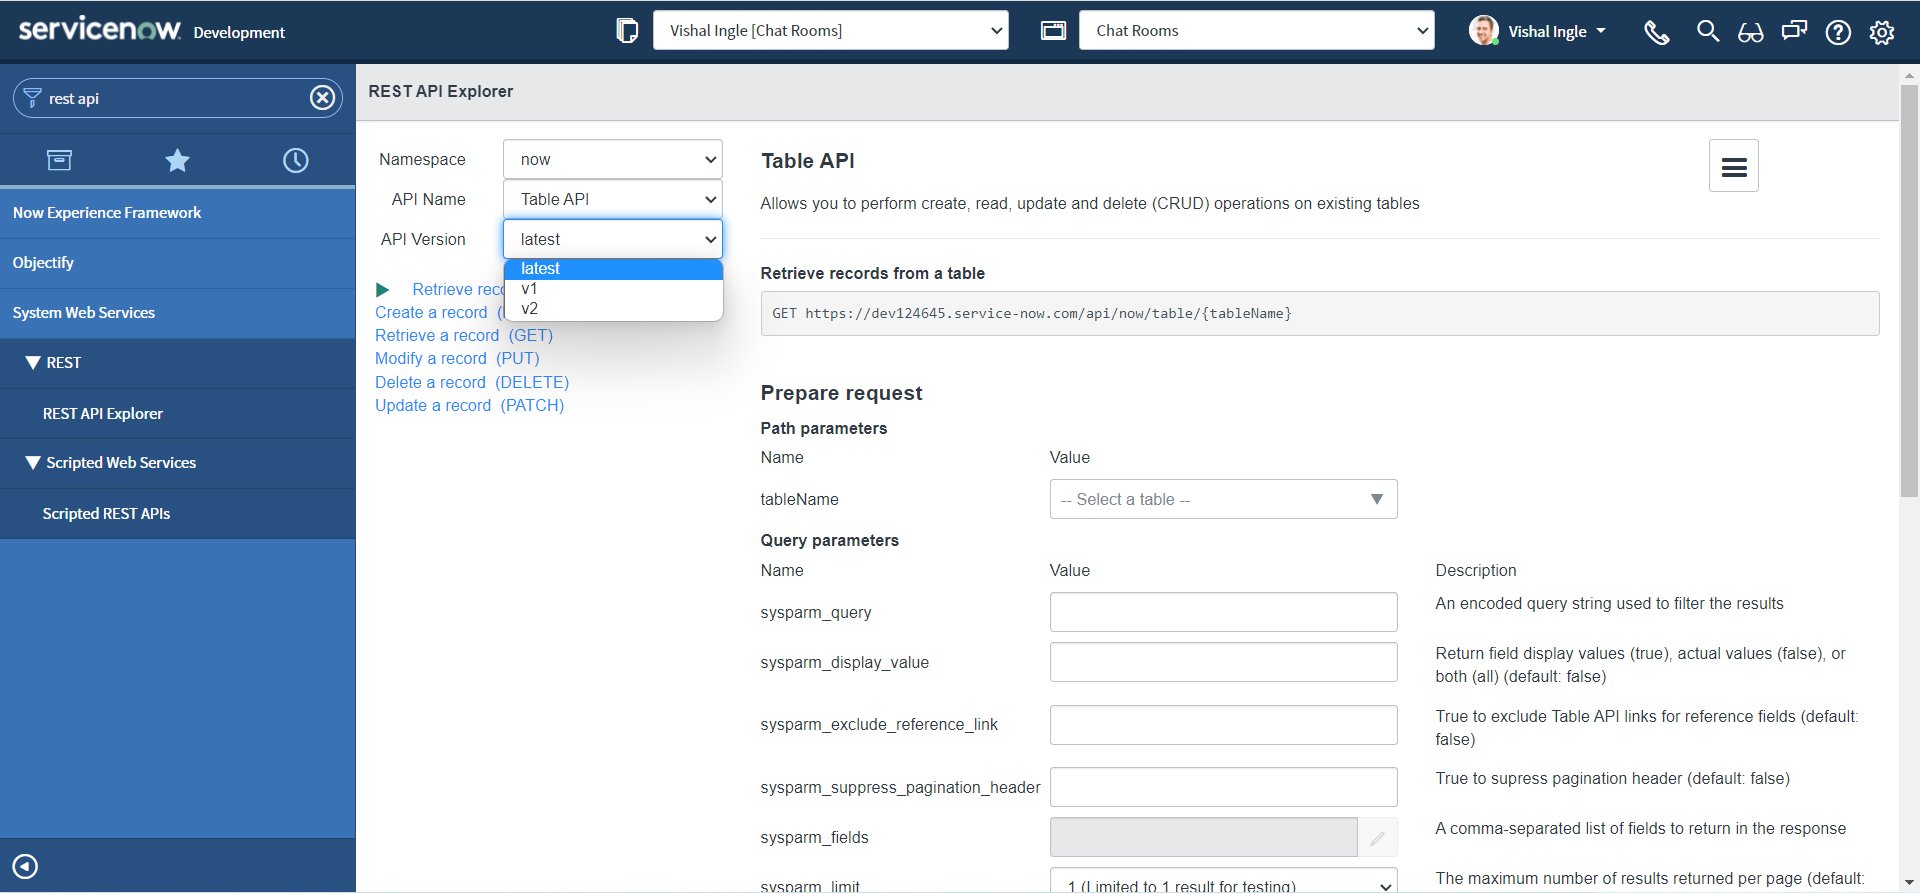 servicenow. Development
Vishal Ingle [Chat Rooms]
Chat Rooms
Vishal Ingle
rest api
Now Experience Framework
Objectify
System Web Services
REST
REST API Explorer
Scripted Web Services
Scripted REST APIs
REST API Explorer
Namespace now
API Name Table API
API Version latest
latest
v1
v2
Retrieve
Create a record
Retrieve a record (GET)
Modify a record (PUT)
Delete a record (DELETE)
Update a record (PATCH)
Table API
Allows you to perform create, read, update and delete (CRUD) operations on existing tables
Retrieve records from a table
GET https://dev124645.service-now.com/api/now/table/{tableName}
Prepare request
Path parameters
Name Value
tableName -- Select a table --
Query parameters
Name Value Description
sysparm_query An encoded query string used to filter the results
sysparm_display_value Return field display values (true), actual values (false), or
both (all) (default: false)
sysparm_exclude_reference_link True to exclude Table API links for reference fields (default:
false)
sysparm_suppress_pagination_header True to supress pagination header (default: false)
sysparm_fields A comma-separated list of fields to return in the response
sysparm_limit 1 (Limited to 1 result for testing) The maximum number of results returned per page (default: